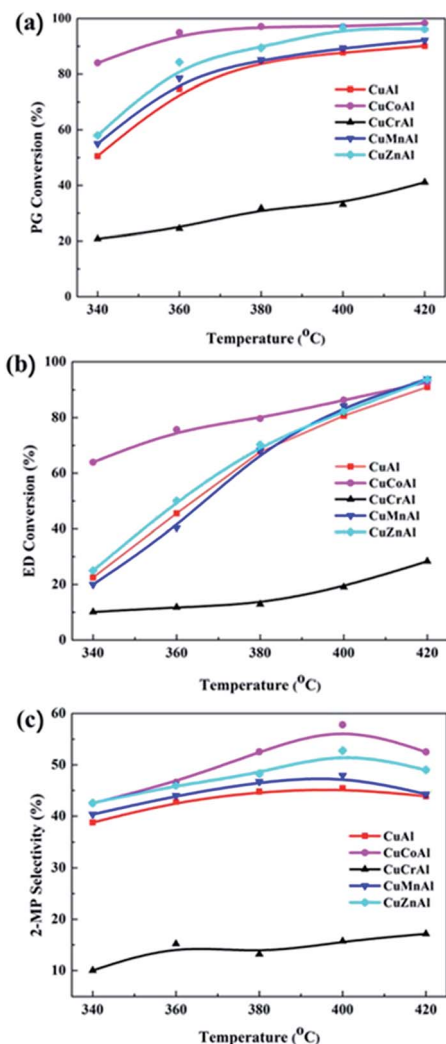 (a)
100
80
60
40
20
0
PG Conversion (%)
CuAl
CuCoAl
CuCrAl
CuMnAl
CuZnAl
340 360 380 400 420
Temperature (⁰C)
(b)
100
80
60
40
20
0
ED Conversion (%)
CuAl
CuCoAl
CuCrAl
CuMnAl
CuZnAl
340 360 380 400 420
Temperature (⁰C)
(c)
60
50
40
30
20
10
2-MP Selectivity (%)
CuAl
CuCoAl
CuCrAl
CuMnAl
CuZnAl
340 360 380 400 420
Temperature (⁰C)